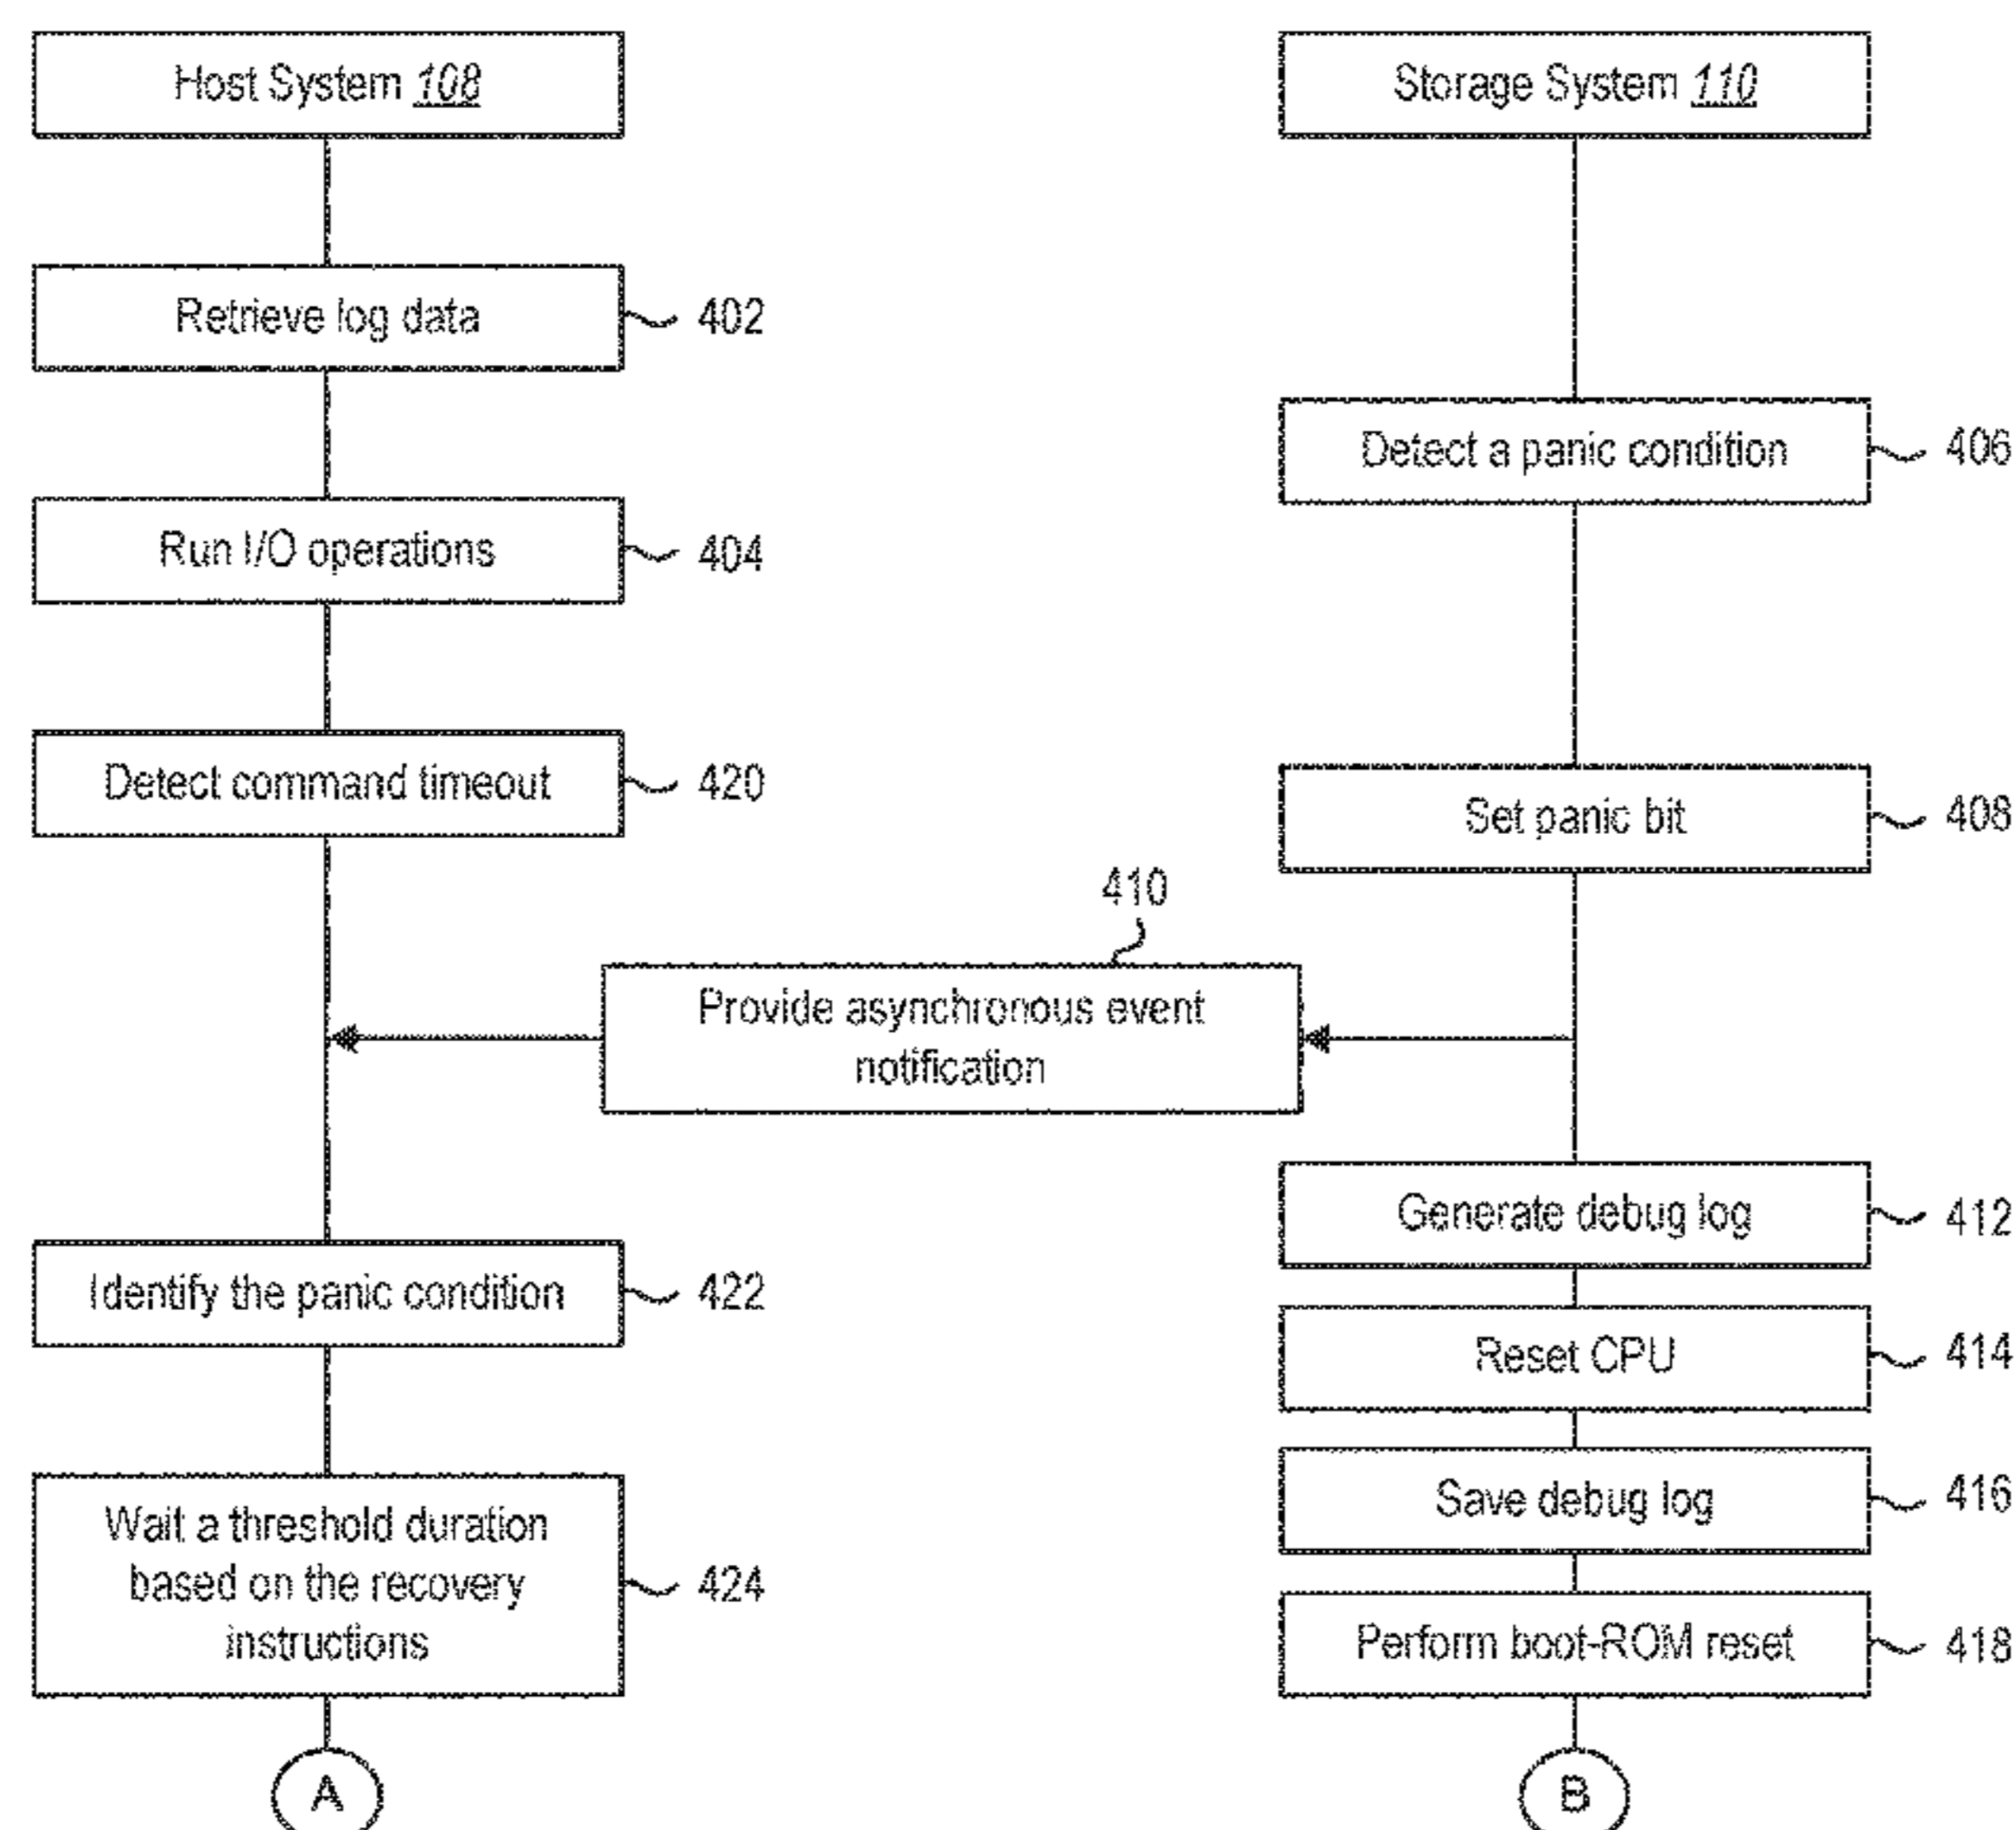 Host System 108
Storage System 110
Retrieve log data
402
Detect a panic condition
406
Run I/O operations
404
Detect command timeout
420
Set panic bit
408
410
Provide asynchronous event
notification
Generate debug log
412
Identify the panic condition
422
Reset CPU
414
Save debug log
416
Wait a threshold duration
based on the recovery
instructions
424
Perform boot-ROM reset
418
A
B